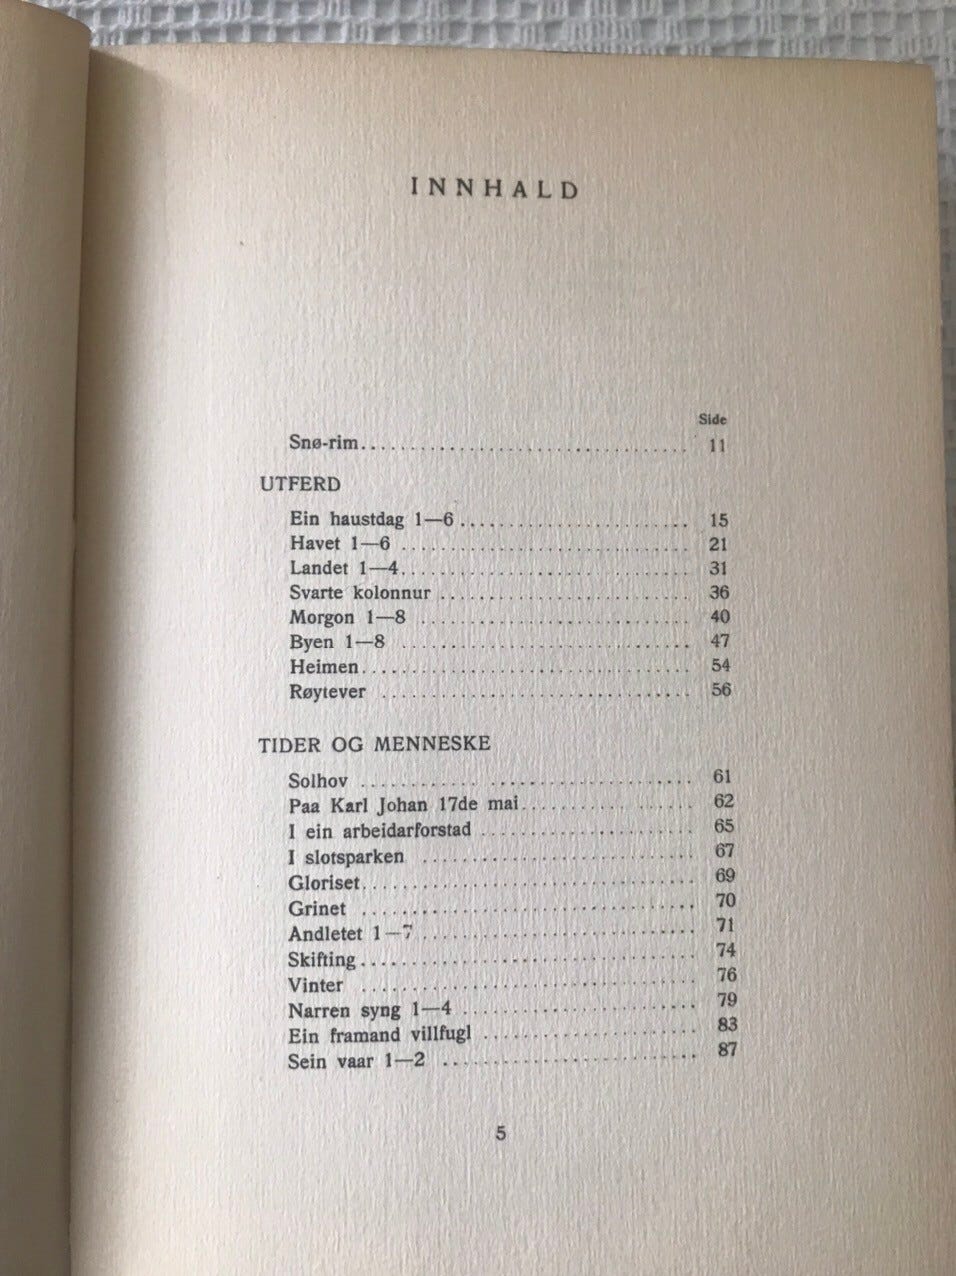 INNHALD
Side
Snø-rim........................... 11
UTFERD
Ein haustdag 1—6........................ 15
Havet 1—6 ........................ 21
Landet 1—4........................ 31
Svarte kolonnur ........................ 36
Morgon 1—8 ........................ 40
Byen 1—8 ........................ 47
Heimen........................ 54
Røytever ........................ 56
TIDER OG MENNESKE
Solhov ........................ 61
Paa Karl Johan 17de mai................ 62
I ein arbeidarforstad .................... 65
I slotsparken ........................ 67
Gloriset........................ 69
Grinet ........................ 70
Andletet 1—7 ........................ 71
Skifting........................ 74
Vinter ........................ 76
Narren syng 1—4 ........................ 79
Ein framand villfugl .................... 83
Sein vaar 1—2 ........................ 87
5